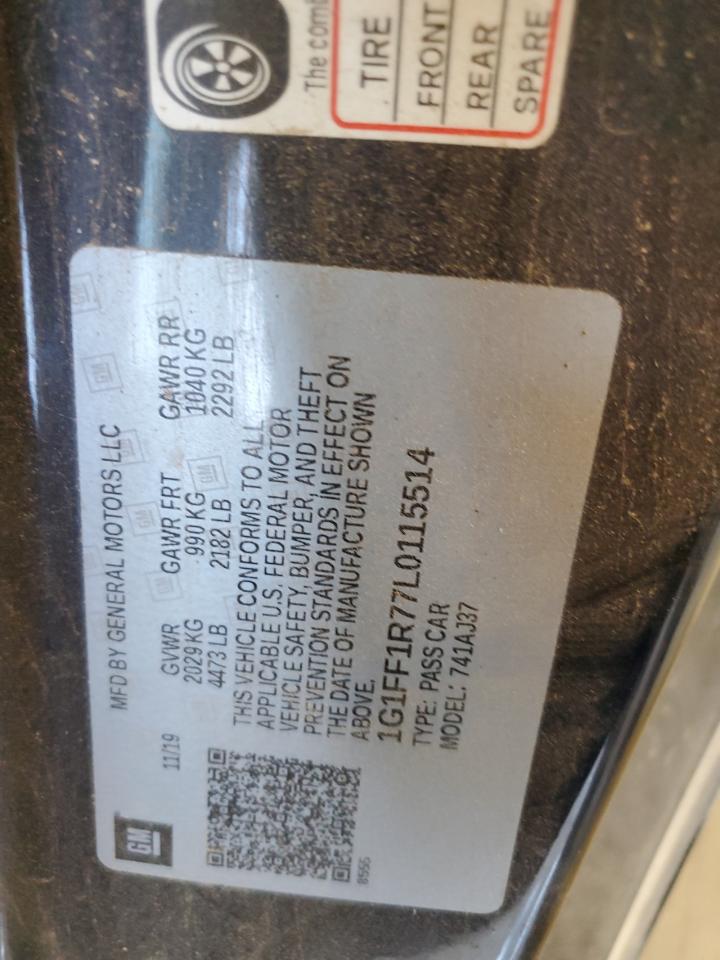 The comb
TIRE
FRONT
REAR
SPARE
MFD BY GENERAL MOTORS LLC
11/19 GVWR GAWR FRT GAWR RR
2029 KG 990 KG 1040 KG
4473 LB 2182 LB 2292 LB
THIS VEHICLE CONFORMS TO ALL
APPLICABLE U.S. FEDERAL MOTOR
VEHICLE SAFETY, BUMPER, AND THEFT
PREVENTION STANDARDS IN EFFECT ON
THE DATE OF MANUFACTURE SHOWN
ABOVE.
1G1FF1R77L0115514
TYPE: PASS CAR
MODEL: 741AJ37
GM